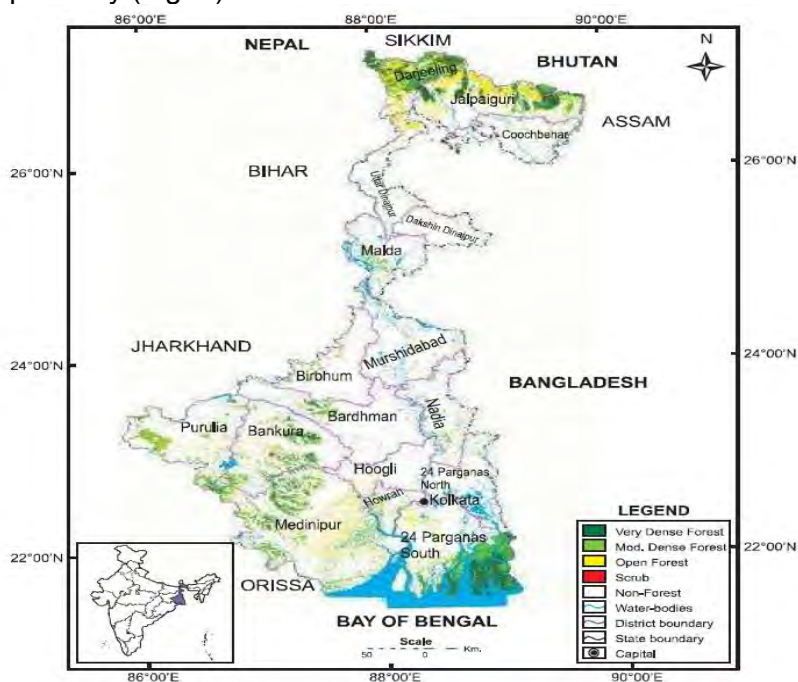 86°00'E 88°00'E 90°00'E
SIKKIM
NEPAL
BHUTAN
N
Darjeeling
Jalpaiguri
ASSAM
Coochbehar
26°00'N 26°00'N
BIHAR
Uttar Dinajpur
Dakshin Dinajpur
Malda
24°00'N 24°00'N
JHARKHAND
Murshidabad
Birbhum
BANGLADESH
Bardhman
Nadia
Purulia
Bankura
Hoogli
24 Parganas
North
Howrah
Kolkata
Medinipur
24 Parganas
South
22°00'N 22°00'N
ORISSA
BAY OF BENGAL
Scale
50 0 Km.
LEGEND
Very Dense Forest
Mod. Dense Forest
Open Forest
Scrub
Non-Forest
Water-bodies
District boundary
State boundary
Capital
86°00'E 88°00'E 90°00'E